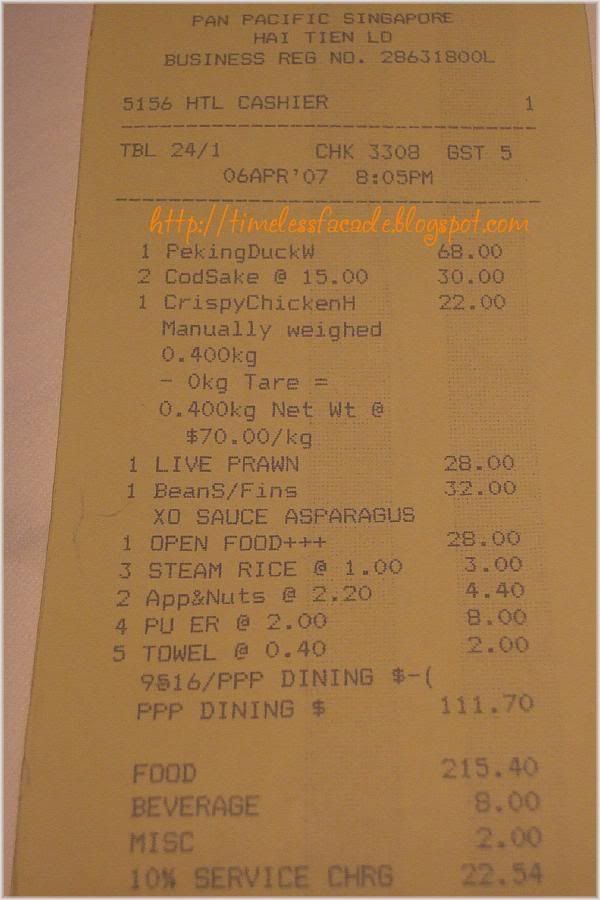 PAN PACIFIC SINGAPORE
HAI TIEN LO
BUSINESS REG NO. 28631800L
5156 HTL CASHIER 1
TBL 24/1 CHK 3308 GST 5
06APR'07 8:05PM
http://timelessfacade.blogspot.com
1 PekingDuckW 68.00
2 CodSake @ 15.00 30.00
1 CrispyChickenH 22.00
Manually weighed
0.400kg
- 0kg Tare =
0.400kg Net Wt @
$70.00/kg
1 LIVE PRAWN 28.00
1 BeanS/Fins 32.00
XO SAUCE ASPARAGUS
1 OPEN FOOD+++ 28.00
3 STEAM RICE @ 1.00 3.00
2 App&Nuts @ 2.20 4.40
4 PU ER @ 2.00 8.00
5 TOWEL @ 0.40 2.00
/PPP DINING $-(
PPP DINING $ 111.70
FOOD 215.40
BEVERAGE 8.00
MISC 2.00
10% SERVICE CHRG 22.54